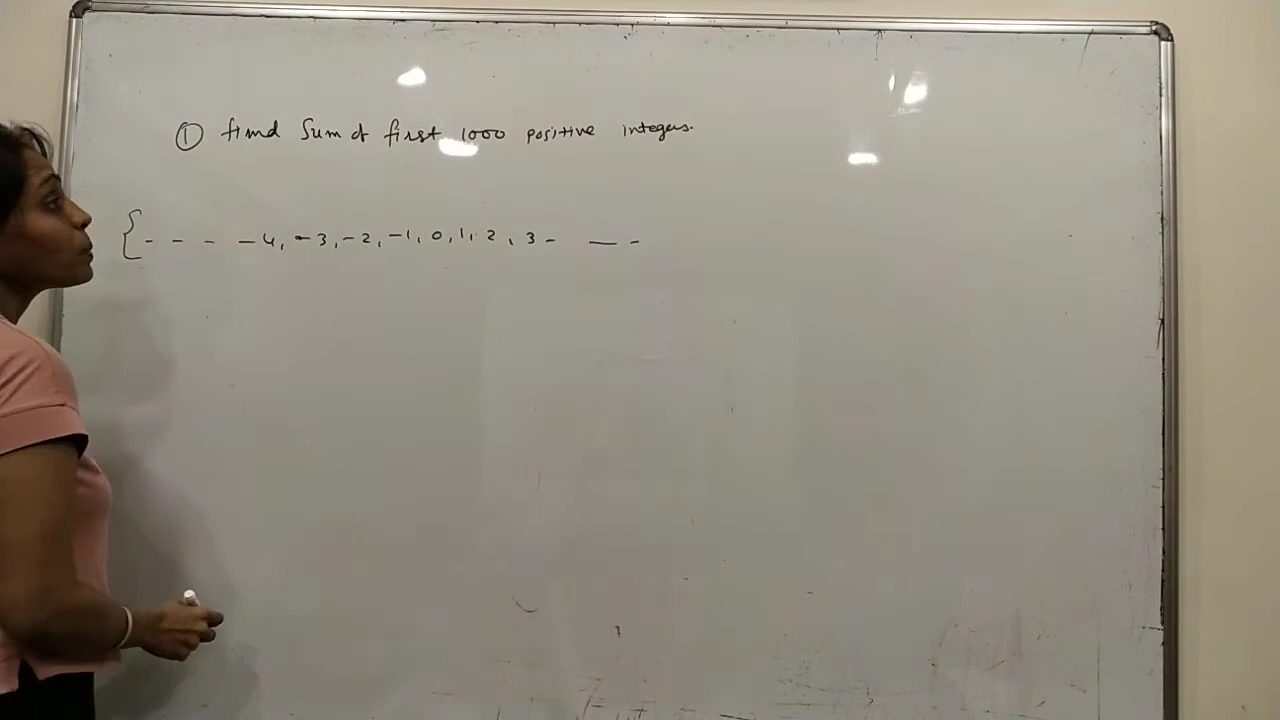 ① find Sum of first 1000 positive integers.
{- - - -4, -3, -2, -1, 0, 1, 2, 3 - — -